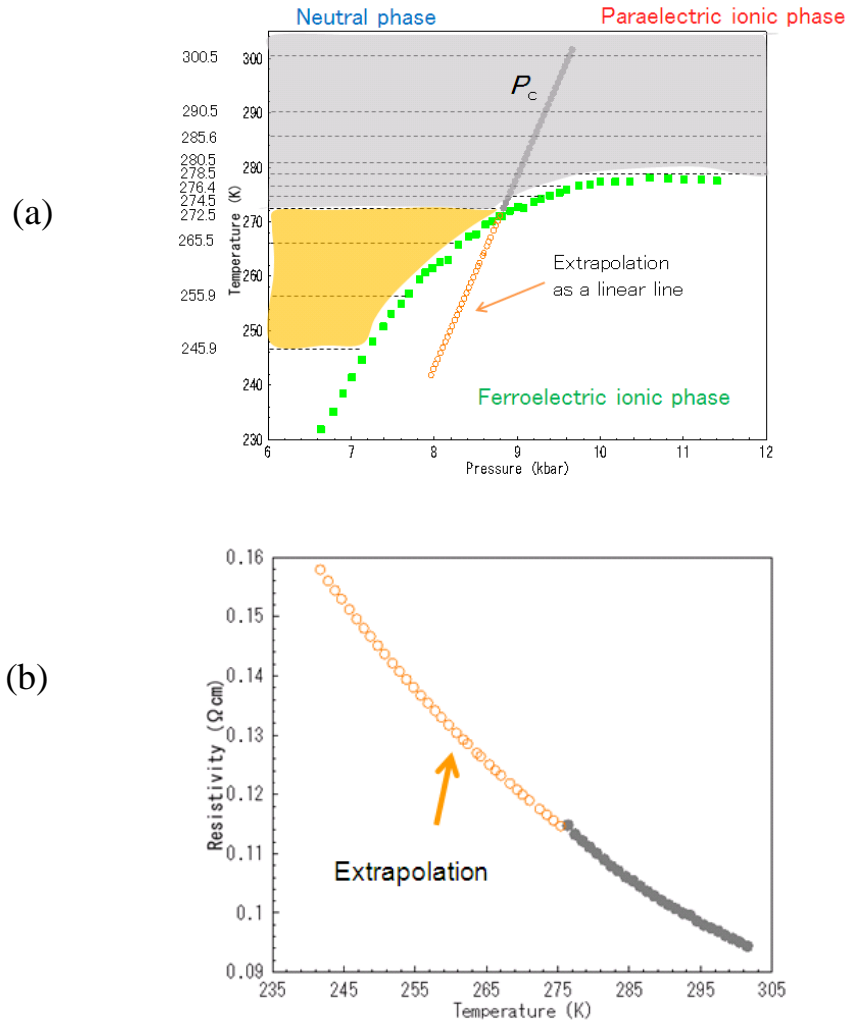 Neutral phase
Paraelectric ionic phase
(a)
300.5
290.5
285.6
280.5
278.5
276.4
274.5
272.5
265.5
255.9
245.9
Temperature (K)
300
290
280
270
260
250
240
230
Pc
Extrapolation
as a linear line
Ferroelectric ionic phase
6 7 8 9 10 11 12
Pressure (kbar)
(b)
Resistivity (Ωcm)
0.16
0.15
0.14
0.13
0.12
0.11
0.1
0.09
Extrapolation
235 245 255 265 275 285 295 305
Temperature (K)